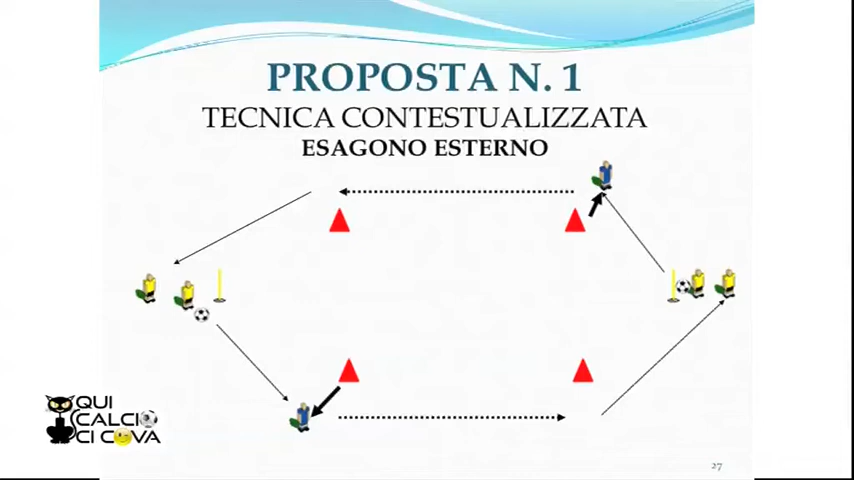 PROPOSTA N. 1
TECNICA CONTESTUALIZZATA
ESAGONO ESTERNO
QUI
CALCIO
CI COVA
27